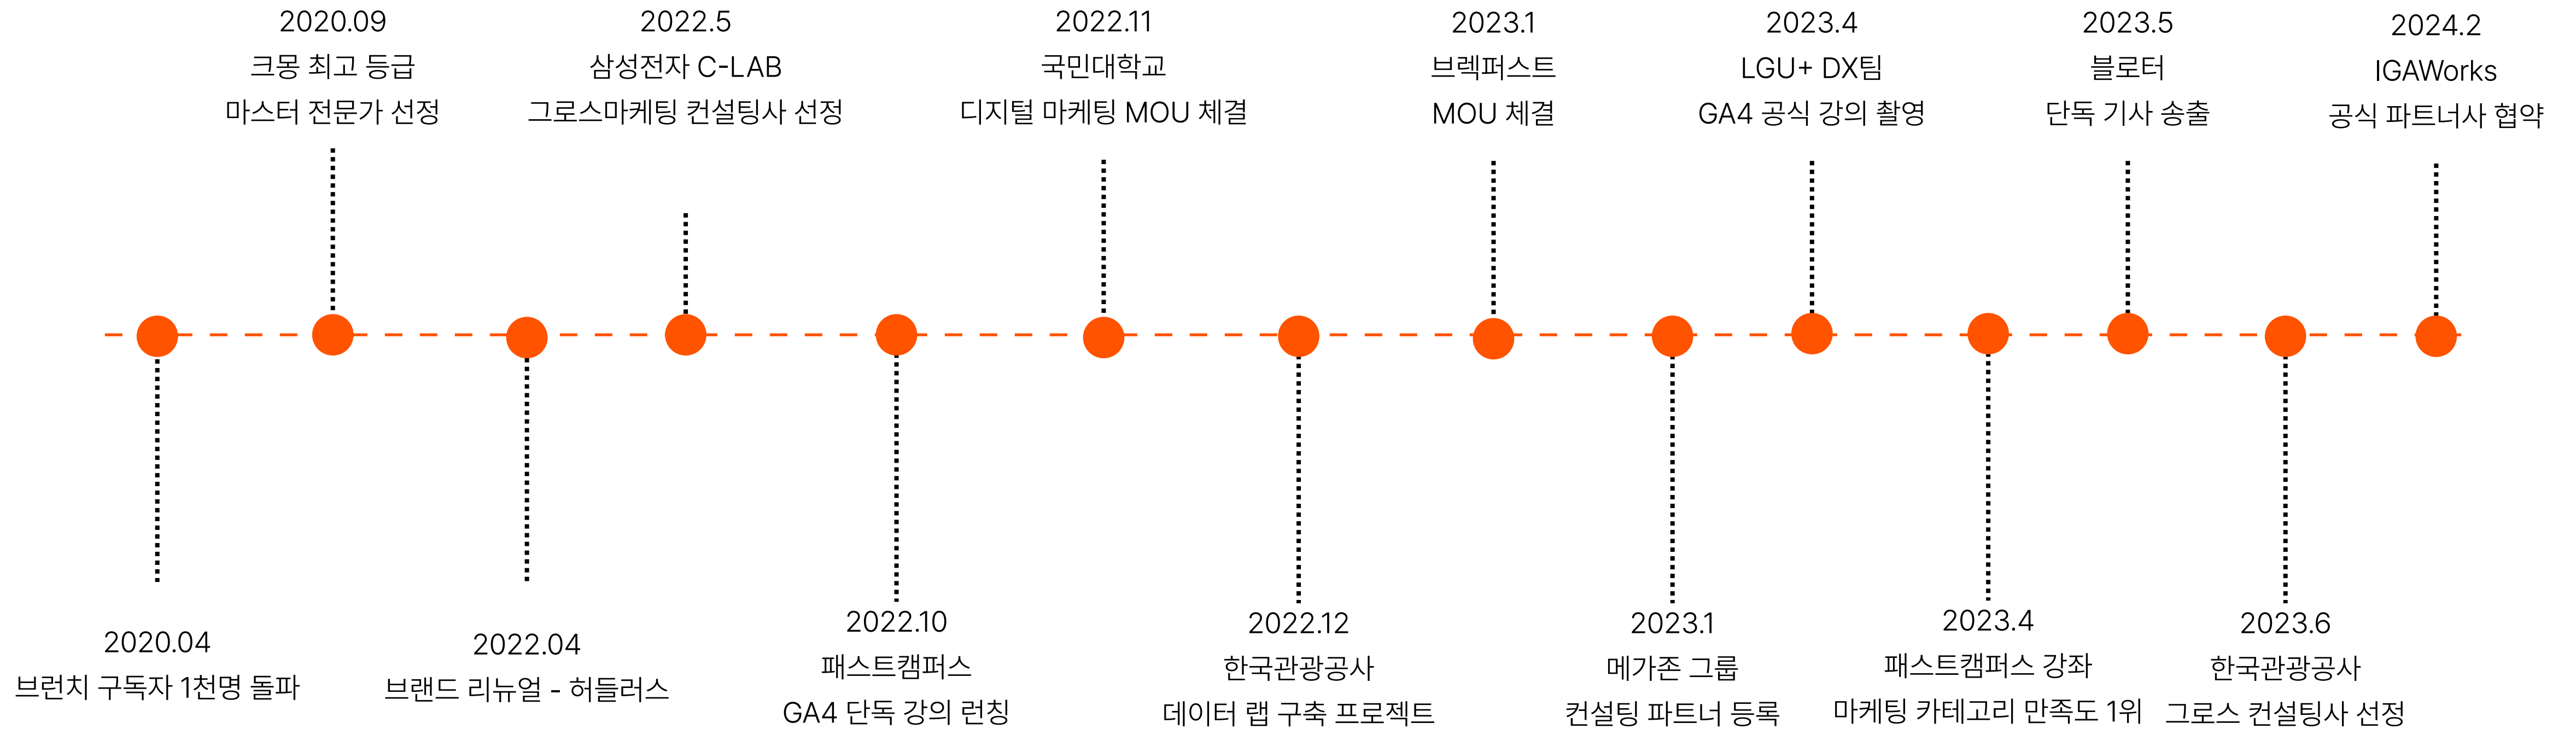 2020.09
크몽 최고 등급
마스터 전문가 선정
2022.5
삼성전자 C-LAB
그로스마케팅 컨설팅사 선정
2022.11
국민대학교
디지털 마케팅 MOU 체결
2023.1
브렉퍼스트
MOU 체결
2023.4
LGU+ DX팀
GA4 공식 강의 촬영
2023.5
블로터
단독 기사 송출
2024.2
IGAWorks
공식 파트너사 협약
2020.04
브런치 구독자 1천명 돌파
2022.04
브랜드 리뉴얼 - 허들러스
2022.10
패스트캠퍼스
GA4 단독 강의 런칭
2022.12
한국관광공사
데이터 랩 구축 프로젝트
2023.1
메가존 그룹
컨설팅 파트너 등록
2023.4
패스트캠퍼스 강좌
마케팅 카테고리 만족도 1위
2023.6
한국관광공사
그로스 컨설팅사 선정